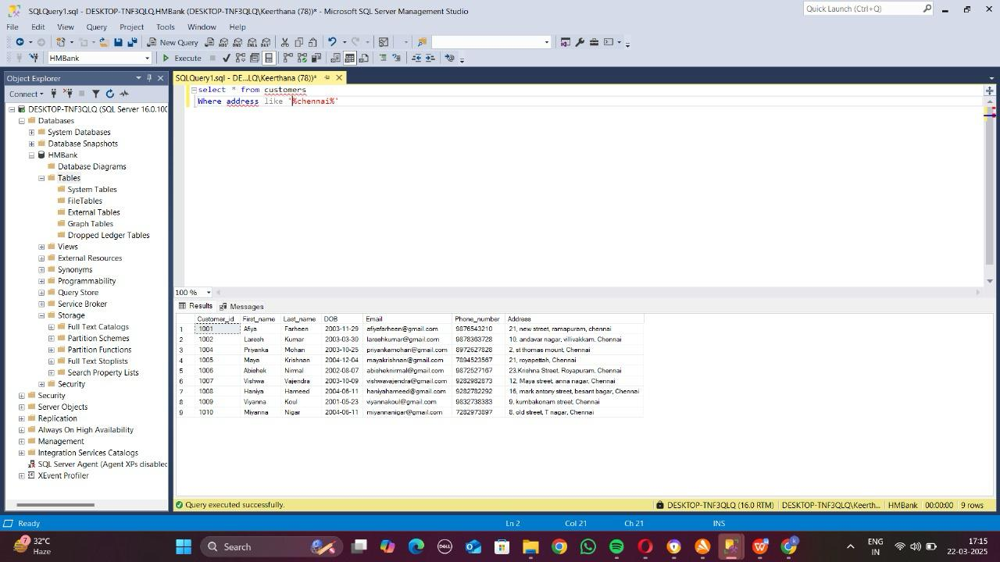 SQLQuery1.sql - DESKTOP-TNF3QLQ.HMBank (DESKTOP-TNF3QLQ\Keerthana (78))* - Microsoft SQL Server Management Studio
Quick Launch (Ctrl+Q)
File Edit View Query Project Tools Window Help
New Query
HMBank Execute
Object Explorer
SQLQuery1.sql - DE...LQ\Keerthana (78))*
Connect
select * from customers
Where address like '%chennai%'
DESKTOP-TNF3QLQ (SQL Server 16.0.100
Databases
System Databases
Database Snapshots
HMBank
Database Diagrams
Tables
System Tables
FileTables
External Tables
Graph Tables
Dropped Ledger Tables
Views
External Resources
Synonyms
Programmability
Query Store
Service Broker
Storage
Full Text Catalogs
Partition Schemes
Partition Functions
Full Text Stoplists
Search Property Lists
Security
Security
Server Objects
Replication
Always On High Availability
Management
Integration Services Catalogs
SQL Server Agent (Agent XPs disabled
XEvent Profiler
100 %
Results Messages
Customer_id First_name Last_name DOB Email Phone_number Address
1 1001 Afiya Farheen 2003-11-29 afiyafarheen@gmail.com 9876543210 21, new street, ramapuram, chennai
2 1002 Laresh Kumar 2003-03-30 lareshkumar@gmail.com 9878363728 10, andavar nagar, villivakkam, Chennai
3 1004 Priyanka Mohan 2003-10-25 priyankamohan@gmail.com 8972627828 2, st thomas mount, Chennai
4 1005 Maya Krishnan 2004-12-04 mayakrishnan@gmail.com 7894523567 21, royapettah, Chennai
5 1006 Abishek Nirmal 2002-08-07 abisheknirmal@gmail.com 9872527167 23.Krishna Street, Royapuram, Chennai
6 1007 Vishwa Vajendra 2003-10-09 vishwavajendra@gmail.com 9282982873 12, Maya street, anna nagar, Chennai
7 1008 Haniya Hameed 2004-06-11 haniyahameed@gmail.com 9282782292 16, mark antony street, besant bagar, Chennai
8 1009 Viyanna Koul 2001-05-23 viyannakoul@gmail.com 9832738383 9, kumbakonam street, Chennai
9 1010 Miyanna Nigar 2004-06-11 miyannanigar@gmail.com 7282973897 8, old street, T nagar, Chennai
Query executed successfully. DESKTOP-TNF3QLQ (16.0 RTM) DESKTOP-TNF3QLQ\Keerth... HMBank 00:00:00 9 rows
Ready Ln 2 Col 21 Ch 21 INS
7 32°C
Haze
Search
DELL
ENG
IN
17:15
22-03-2025